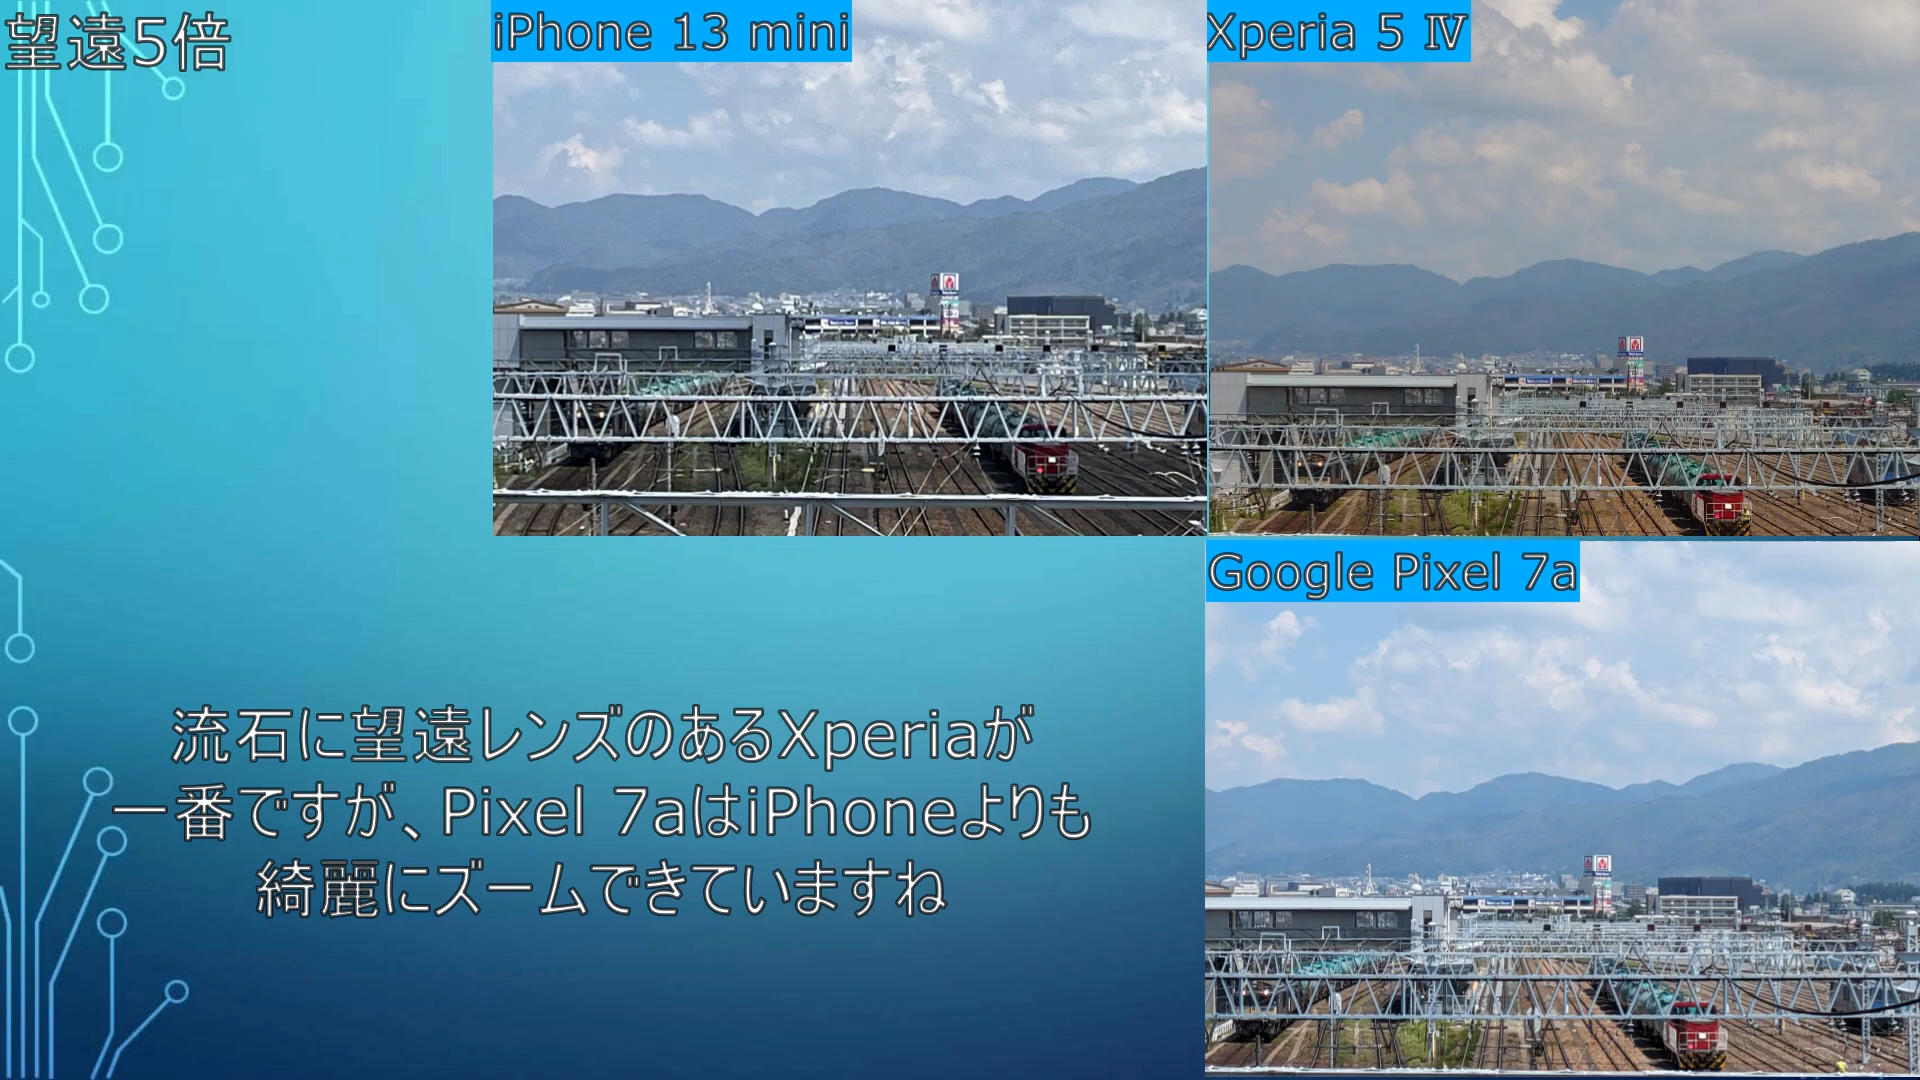 望遠5倍
iPhone 13 mini
Xperia 5 Ⅳ
Google Pixel 7a
流石に望遠レンズのあるXperiaが
一番ですが、Pixel 7aはiPhoneよりも
綺麗にズームできていますね